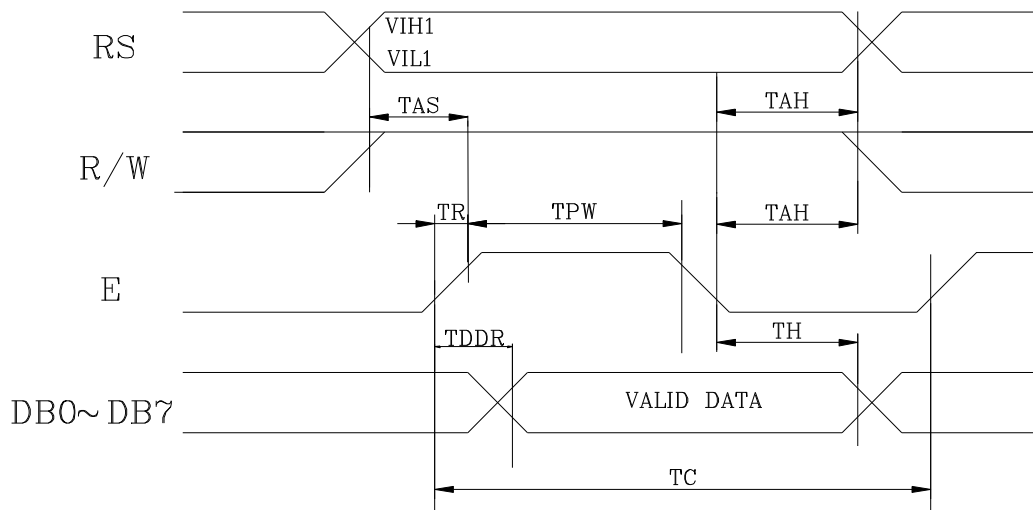 VIH1
RS
VIL1
TAS
TAH
R/W
TR
TPW
TAH
E
TDDR
TH
DB0~DB7
VALID DATA
TC